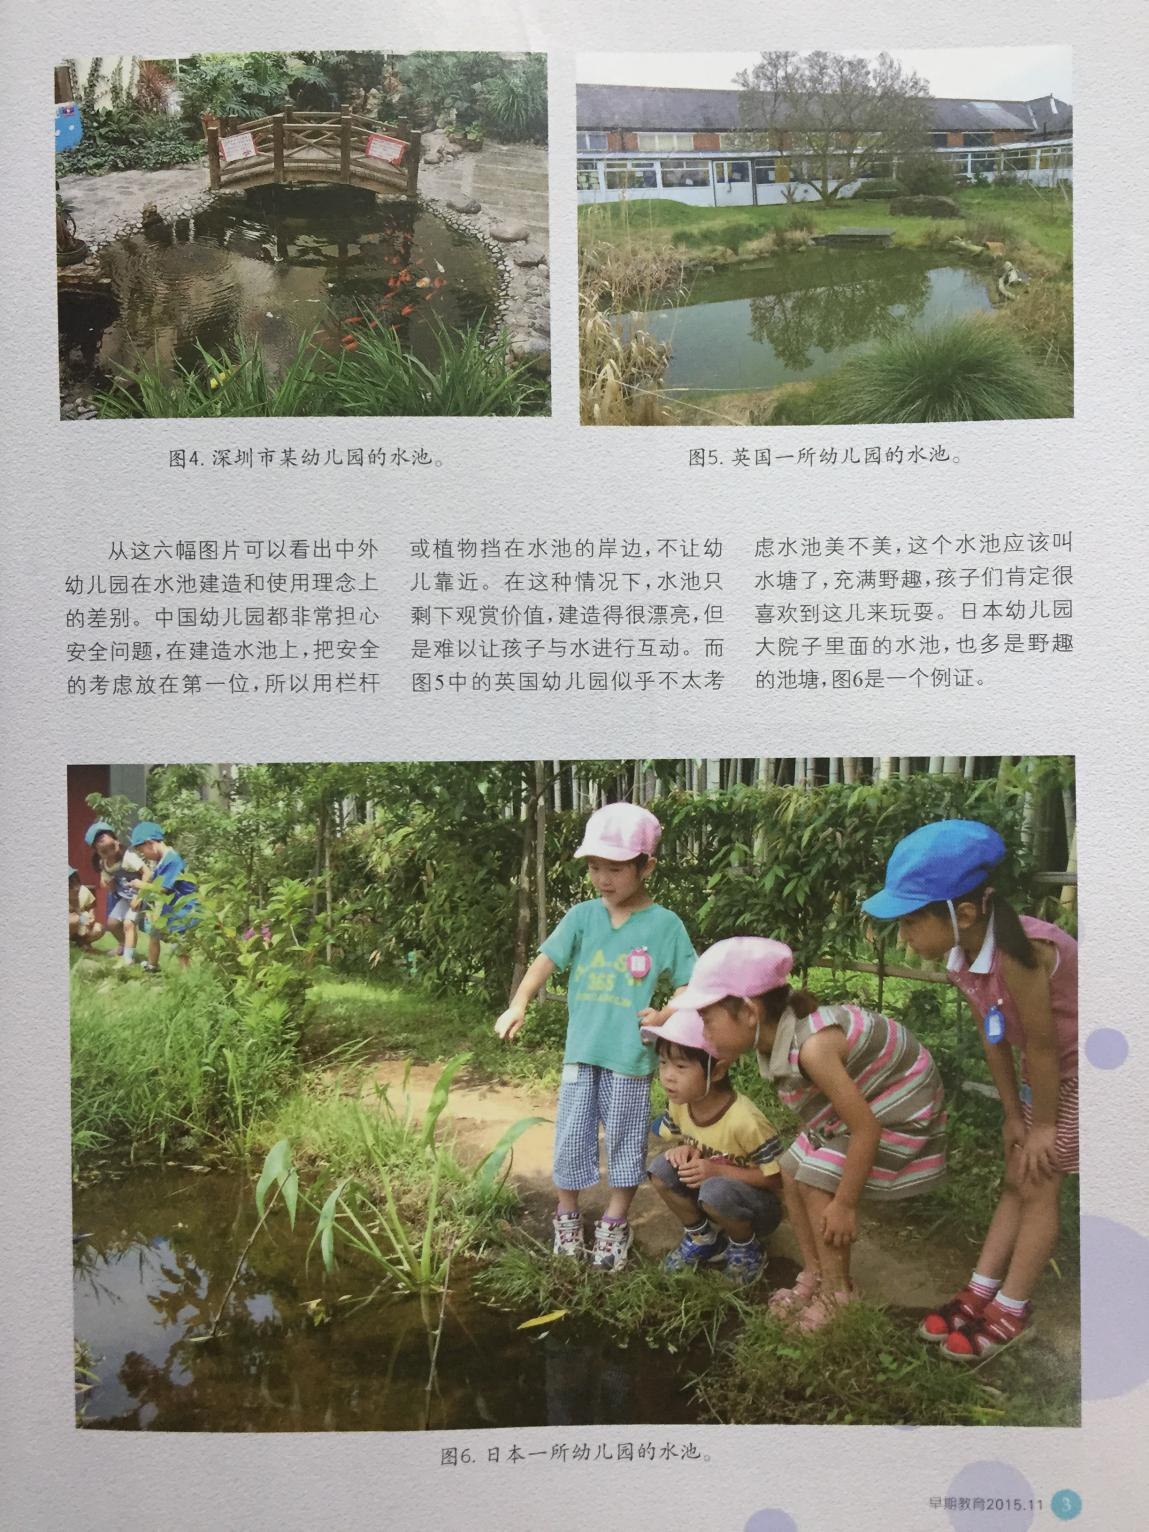 图4. 深圳市某幼儿园的水池。
图5. 英国一所幼儿园的水池。
从这六幅图片可以看出中外
幼儿园在水池建造和使用理念上
的差别。中国幼儿园都非常担心
安全问题,在建造水池上,把安全
的考虑放在第一位,所以用栏杆
或植物挡在水池的岸边,不让幼
儿靠近。在这种情况下,水池只
剩下观赏价值,建造得很漂亮,但
是难以让孩子与水进行互动。而
图5中的英国幼儿园似乎不太考
虑水池美不美,这个水池应该叫
水塘了,充满野趣,孩子们肯定很
喜欢到这儿来玩耍。日本幼儿园
大院子里面的水池,也多是野趣
的池塘,图6是一个例证。
365
图6. 日本一所幼儿园的水池。
早期教育2015.11 3